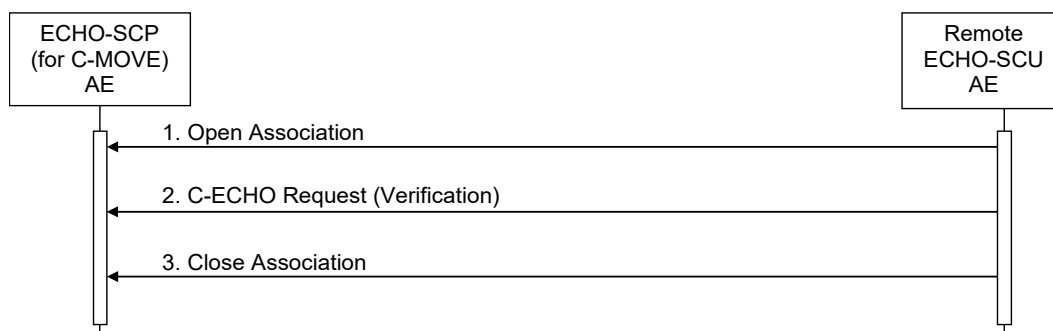 ECHO-SCP
(for C-MOVE)
AE
Remote
ECHO-SCU
AE
1. Open Association
2. C-ECHO Request (Verification)
3. Close Association